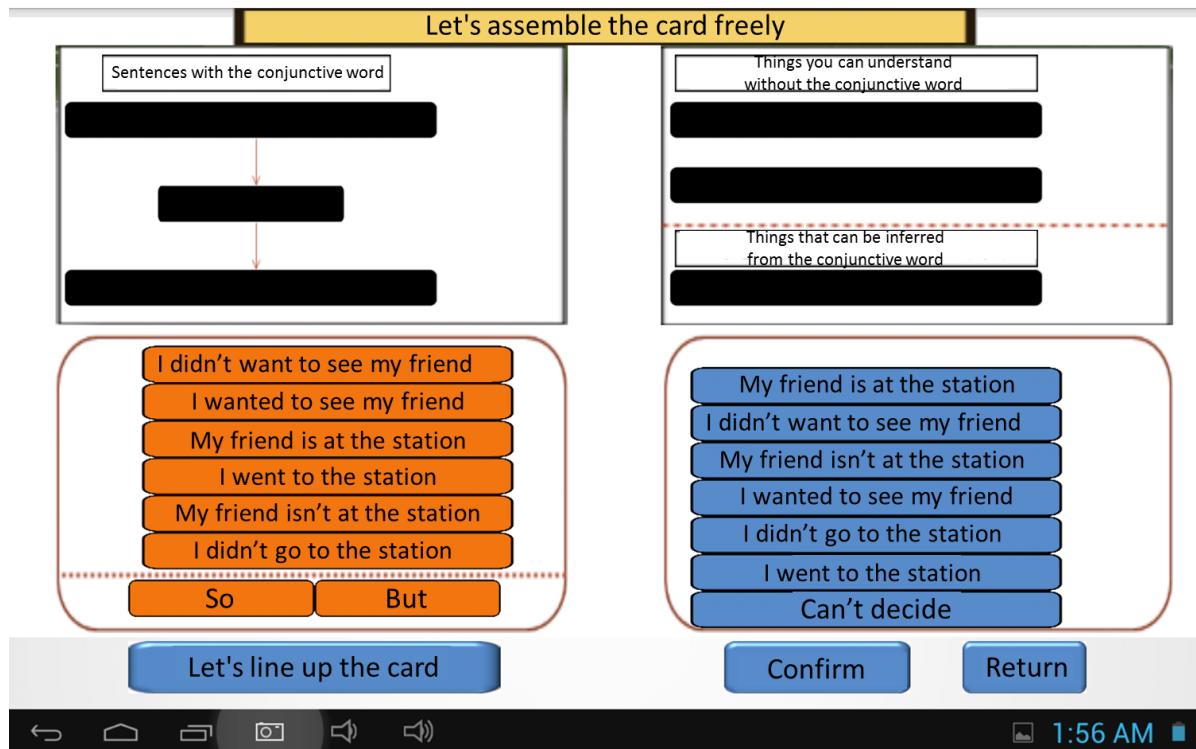 Let's assemble the card freely
Sentences with the conjunctive word
Things you can understand
without the conjunctive word
Things that can be inferred
from the conjunctive word
I didn’t want to see my friend
I wanted to see my friend
My friend is at the station
I went to the station
My friend isn’t at the station
I didn’t go to the station
So
But
My friend is at the station
I didn’t want to see my friend
My friend isn’t at the station
I wanted to see my friend
I didn’t go to the station
I went to the station
Can’t decide
Let's line up the card
Confirm
Return
1:56 AM